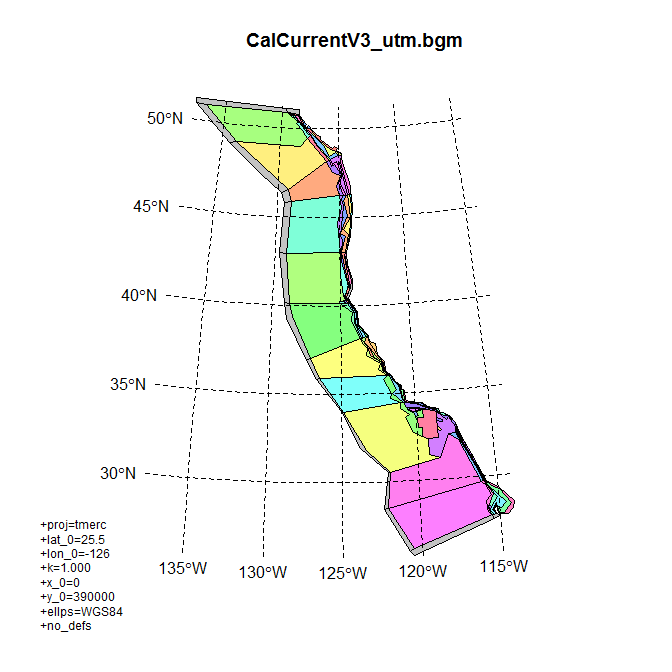 CalCurrentV3_utm.bgm
50°N
45°N
40°N
35°N
30°N
+proj=tmerc
+lat_0=25.5
+lon_0=-126
+k=1.000
+x_0=0
+y_0=390000
+ellps=WGS84
+no_defs
135°W
130°W
125°W
120°W
115°W